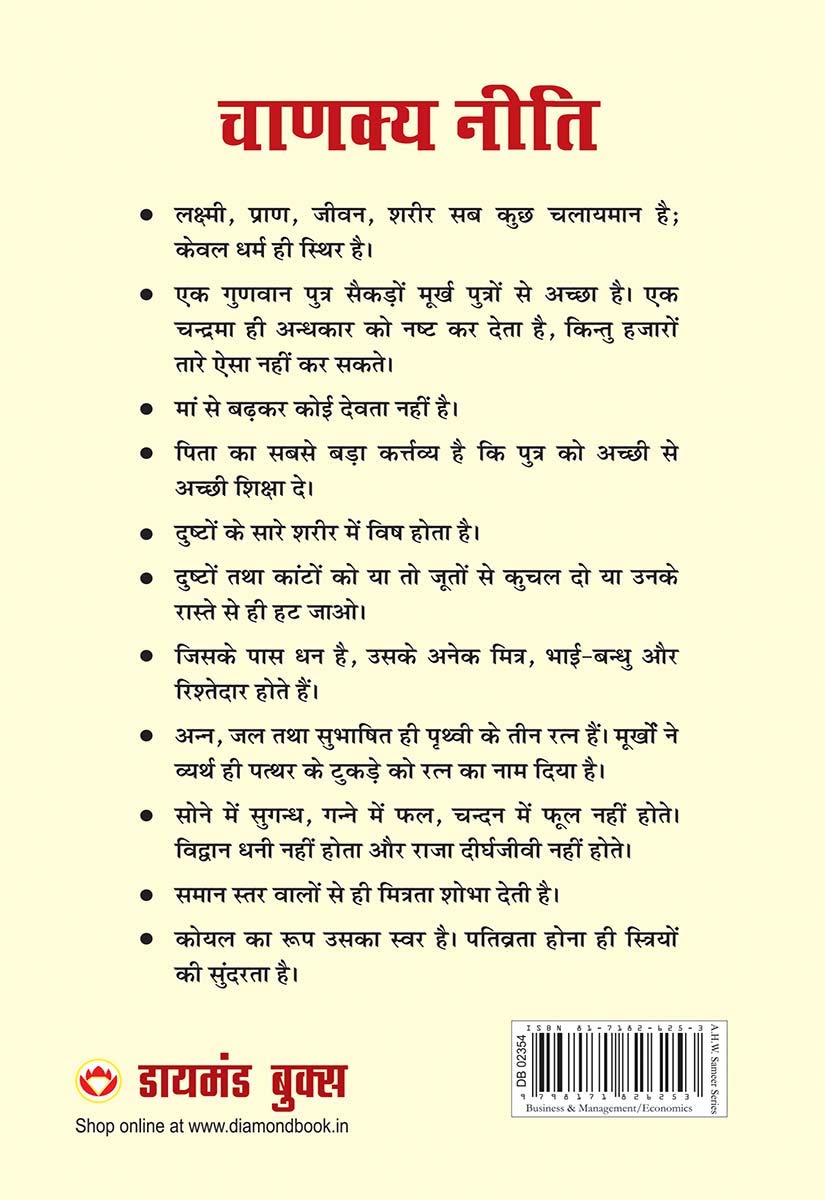 चाणक्य नीति
• लक्ष्मी, प्राण, जीवन, शरीर सब कुछ चलायमान है;
केवल धर्म ही स्थिर है।
• एक गुणवान पुत्र सैकड़ों मूर्ख पुत्रों से अच्छा है। एक
चन्द्रमा ही अन्धकार को नष्ट कर देता है, किन्तु हजारों
तारे ऐसा नहीं कर सकते।
• मां से बढ़कर कोई देवता नहीं है।
• पिता का सबसे बड़ा कर्त्तव्य है कि पुत्र को अच्छी से
अच्छी शिक्षा दे।
• दुष्टों के सारे शरीर में विष होता है।
• दुष्टों तथा कांटों को या तो जूतों से कुचल दो या उनके
रास्ते से ही हट जाओ।
• जिसके पास धन है, उसके अनेक मित्र, भाई-बन्धु और
रिश्तेदार होते हैं।
• अन्न, जल तथा सुभाषित ही पृथ्वी के तीन रत्न हैं। मूर्खों ने
व्यर्थ ही पत्थर के टुकड़े को रत्न का नाम दिया है।
• सोने में सुगन्ध, गन्ने में फल, चन्दन में फूल नहीं होते।
विद्वान धनी नहीं होता और राजा दीर्घजीवी नहीं होते।
• समान स्तर वालों से ही मित्रता शोभा देती है।
• कोयल का रूप उसका स्वर है। पतिव्रता होना ही स्त्रियों
की सुंदरता है।
डायमंड बुक्स
Shop online at www.diamondbook.in
DB 02354
ISBN 81-7182-625-3
9 798171 826253
Business & Management/Economics
A.H.W. Sameer Series